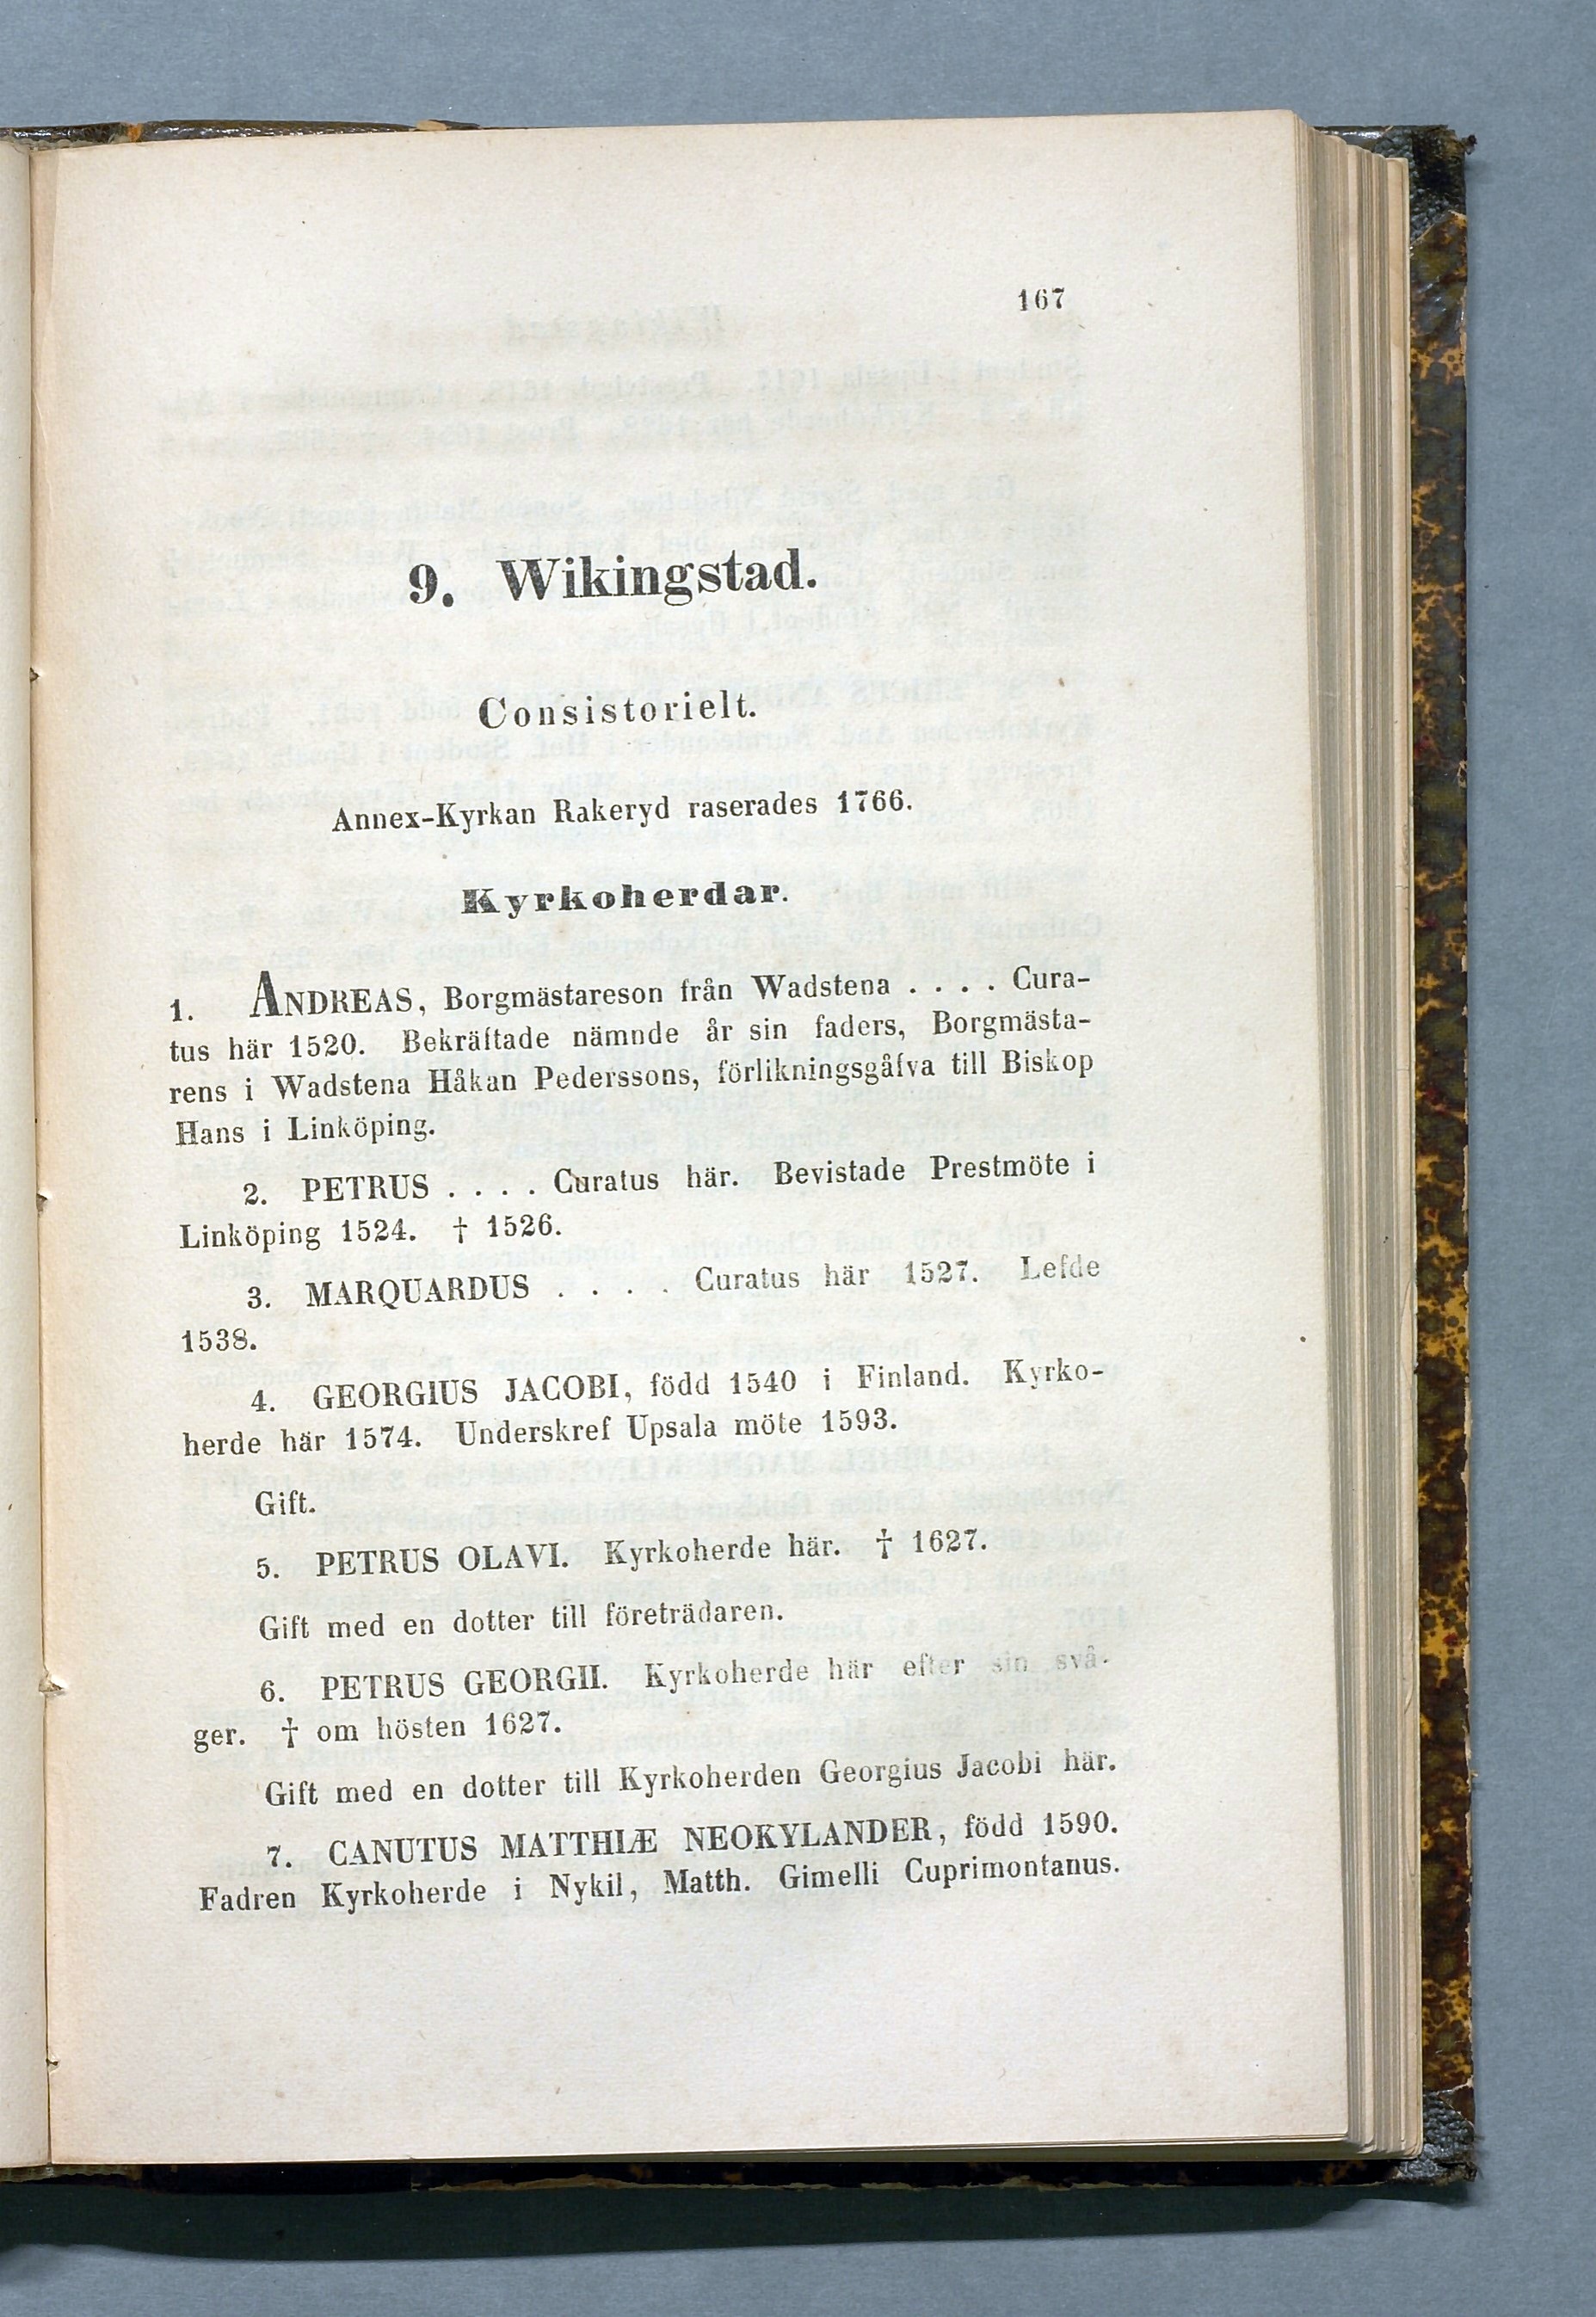 167
9. Wikingstad.
Consistorielt.
Annex-Kyrkan Rakeryd raserades 1766.
Kyrkoherdar.
1. ANDREAS, Borgmästareson från Wadstena . . . . Cura-
tus här 1520. Bekräftade nämnde år sin faders, Borgmästa-
rens i Wadstena Håkan Pederssons, förlikningsgåfva till Biskop
Hans i Linköping.
2. PETRUS . . . . Curatus här. Bevistade Prestmöte i
Linköping 1524. † 1526.
3. MARQUARDUS . . . . Curatus här 1527. Lefde
1538.
4. GEORGIUS JACOBI, född 1540 i Finland. Kyrko-
herde här 1574. Underskref Upsala möte 1593.
Gift.
5. PETRUS OLAVI. Kyrkoherde här. † 1627.
Gift med en dotter till företrädaren.
6. PETRUS GEORGII. Kyrkoherde här efter sin svå-
ger. † om hösten 1627.
Gift med en dotter till Kyrkoherden Georgius Jacobi här.
7. CANUTUS MATTHIÆ NEOKYLANDER, född 1590.
Fadren Kyrkoherde i Nykil, Matth. Gimelli Cuprimontanus.